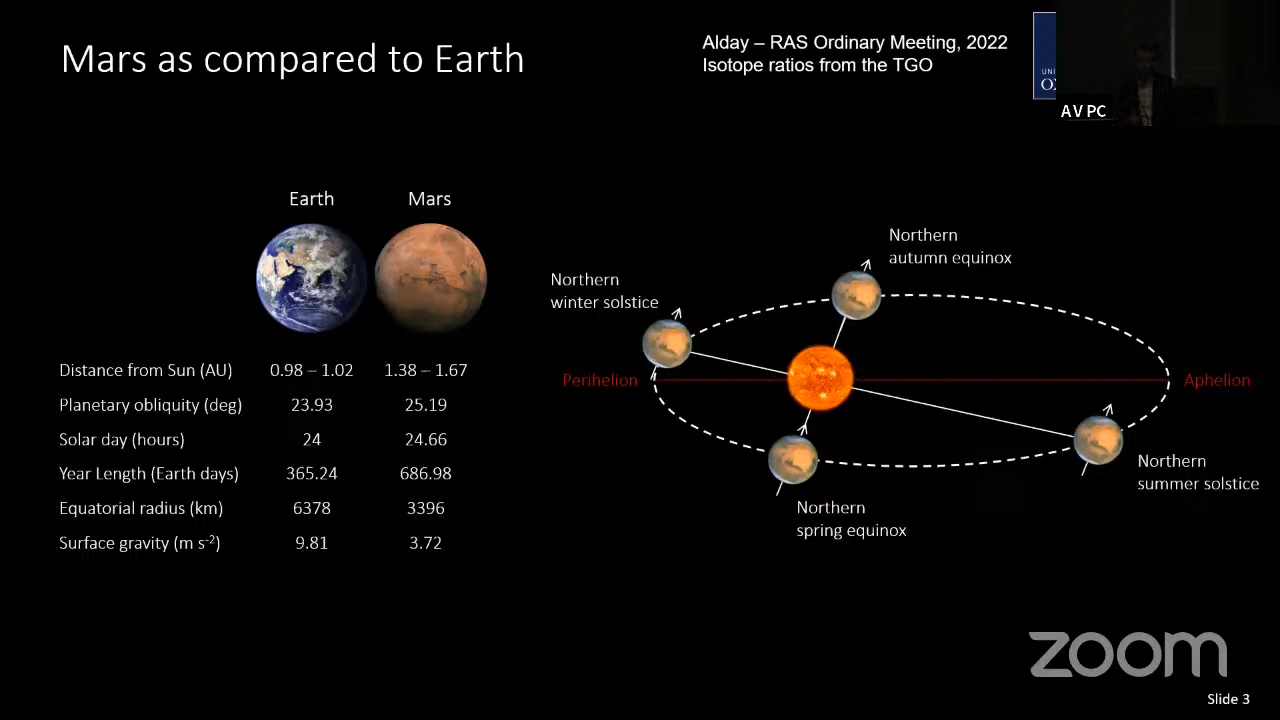 Mars as compared to Earth
Alday – RAS Ordinary Meeting, 2022
Isotope ratios from the TGO
AV PC
Earth Mars
Distance from Sun (AU) 0.98 – 1.02 1.38 – 1.67
Planetary obliquity (deg) 23.93 25.19
Solar day (hours) 24 24.66
Year Length (Earth days) 365.24 686.98
Equatorial radius (km) 6378 3396
Surface gravity (m s⁻²) 9.81 3.72
Northern
winter solstice
Northern
autumn equinox
Perihelion
Aphelion
Northern
spring equinox
Northern
summer solstice
zoom
Slide 3